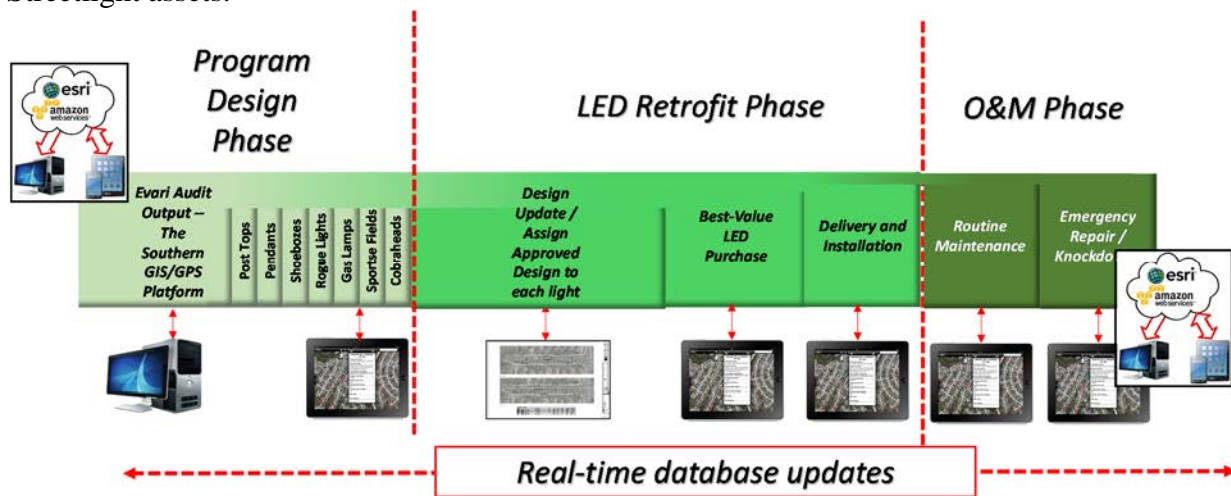 Streetlight assets.
Program
Design
Phase
LED Retrofit Phase
O&M Phase
esri
amazon
webservices
Evari Audit
Output --
The
Southern
GIS/GPS
Platform
Post Tops
Pendants
Shoebozes
Rogue Lights
Gas Lamps
Sportse Fields
Cobraheads
Design
Update /
Assign
Approved
Design to
each light
Best-Value
LED
Purchase
Delivery and
Installation
Routine
Maintenance
Emergency
Repair /
esri
amazon
webservices
Real-time database updates